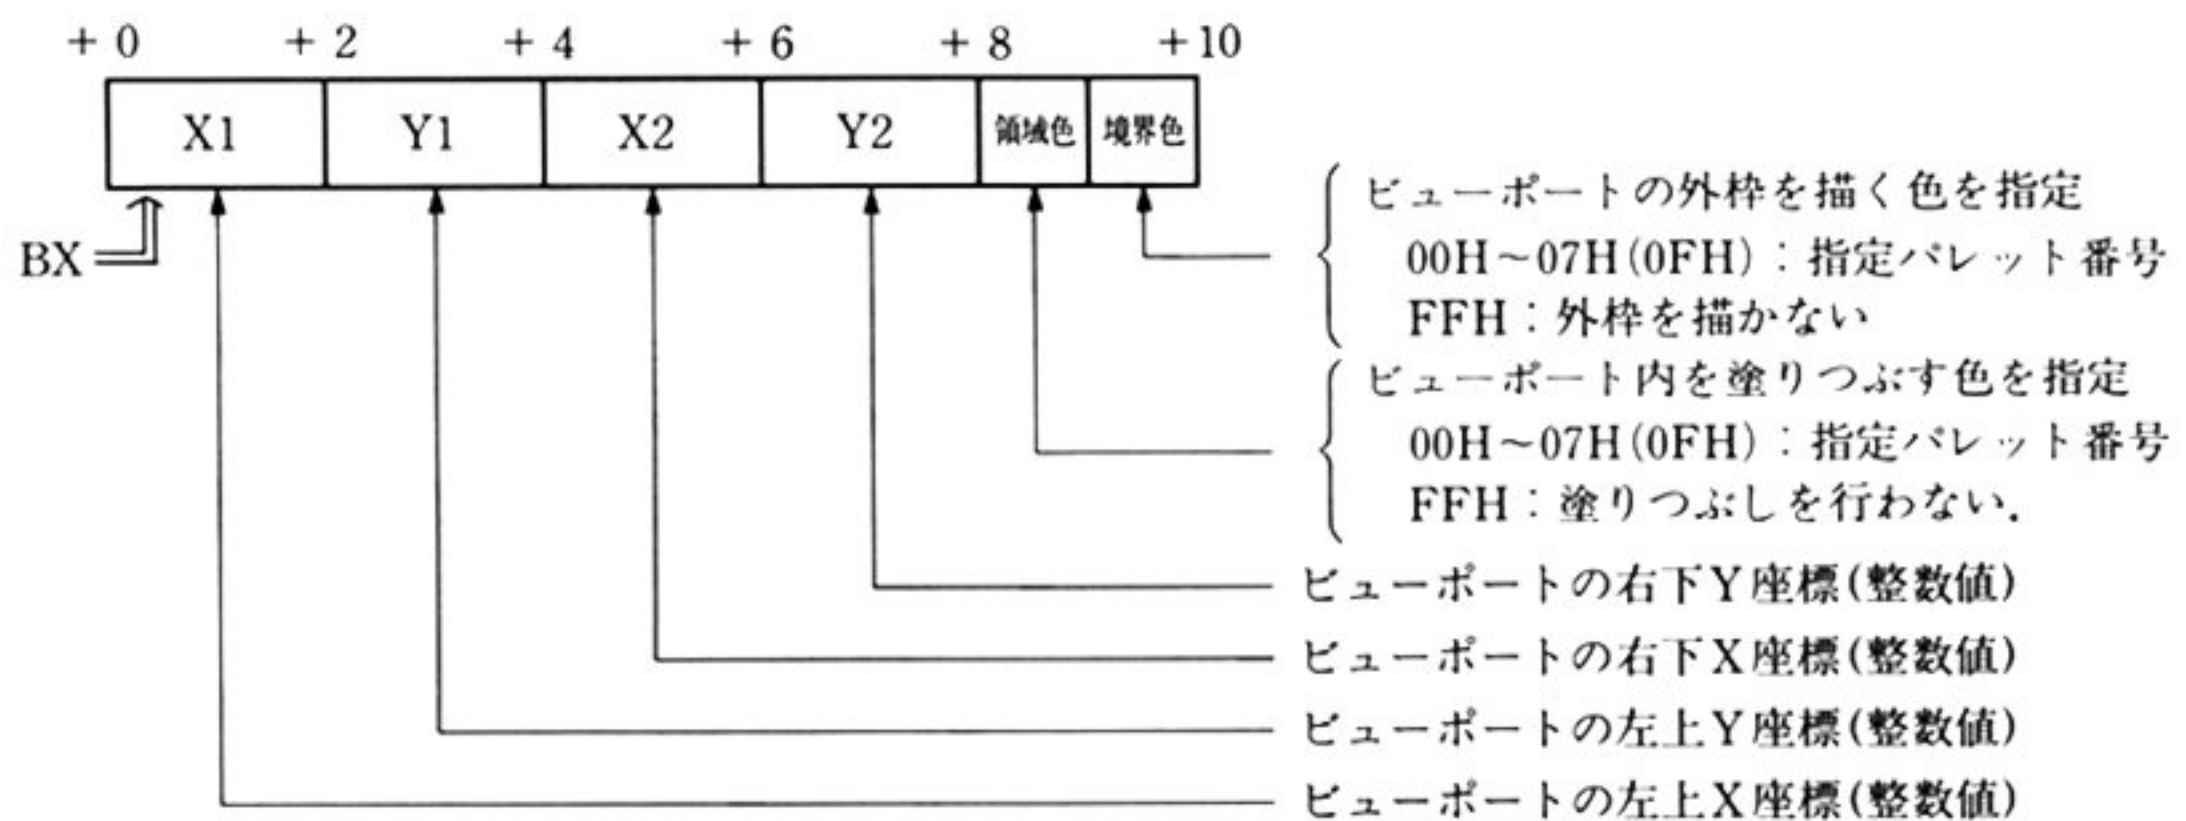 +0 +2 +4 +6 +8 +10
X1 Y1 X2 Y2 領域色 境界色
BX
ビューポートの外枠を描く色を指定
00H~07H(0FH):指定パレット番号
FFH:外枠を描かない
ビューポート内を塗りつぶす色を指定
00H~07H(0FH):指定パレット番号
FFH:塗りつぶしを行わない.
ビューポートの右下Y座標(整数値)
ビューポートの右下X座標(整数値)
ビューポートの左上Y座標(整数値)
ビューポートの左上X座標(整数値)